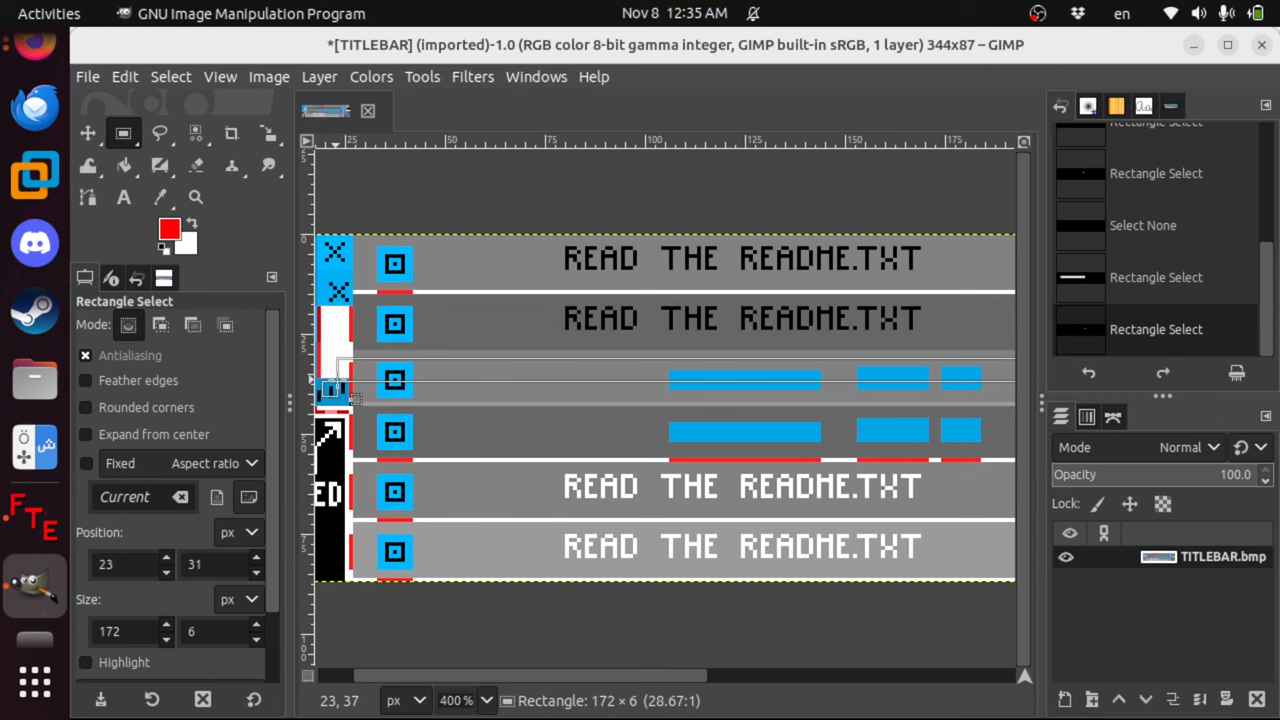 Activities GNU Image Manipulation Program Nov 8 12:35 AM en
*[TITLEBAR] (imported)-1.0 (RGB color 8-bit gamma integer, GIMP built-in sRGB, 1 layer) 344x87 – GIMP
File Edit Select View Image Layer Colors Tools Filters Windows Help
25 50 75 100 125 150 175
Rectangle Select
Rectangle Select
Select None
Rectangle Select
Rectangle Select
Rectangle Select
Mode:
Antialiasing
Feather edges
Rounded corners
Expand from center
Fixed Aspect ratio
Current
Position: px
23 31
Size: px
172 6
Highlight
READ THE README.TXT
READ THE README.TXT
READ THE README.TXT
READ THE README.TXT
ED
FTE
Mode Normal
Opacity 100.0
Lock:
TITLEBAR.bmp
23, 37 px 400% Rectangle: 172 × 6 (28.67:1)